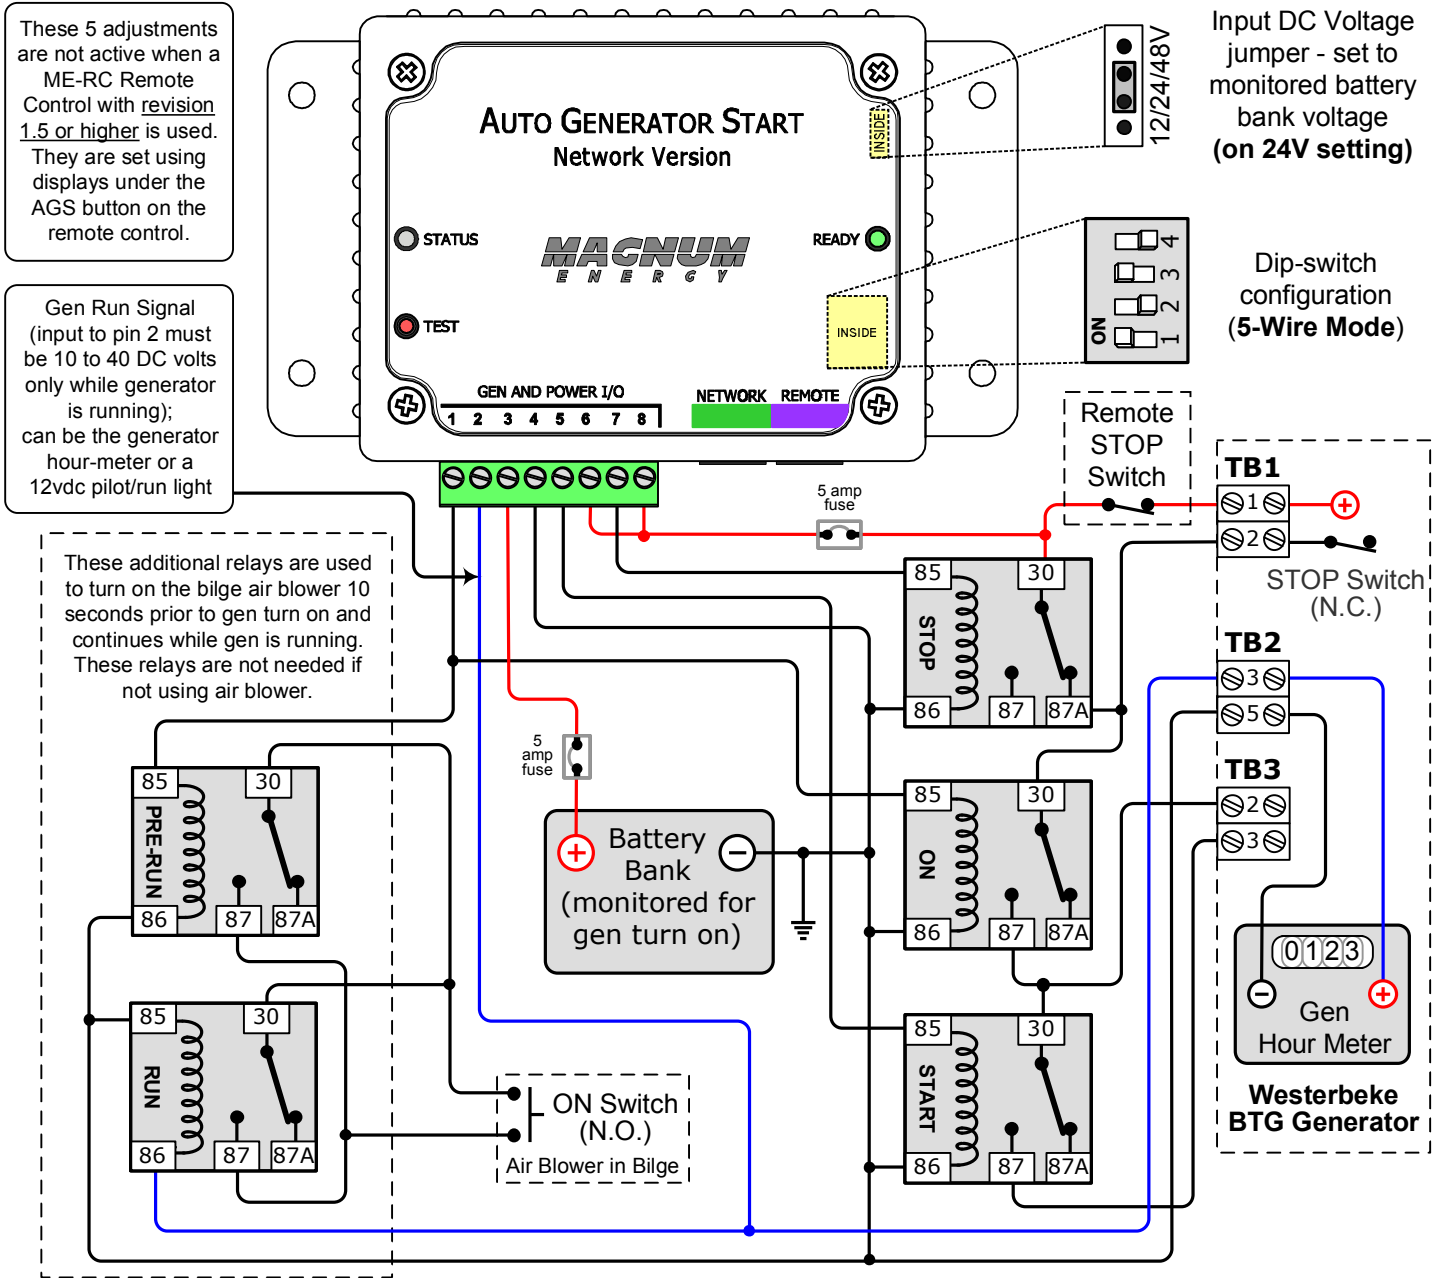 These 5 adjustments
are not active when a
ME-RC Remote
Control with revision
1.5 or higher is used.
They are set using
displays under the
AGS button on the
remote control.
Gen Run Signal
(input to pin 2 must
be 10 to 40 DC volts
only while generator
is running);
can be the generator
hour-meter or a
12vdc pilot/run light
AUTO GENERATOR START
Network Version
STATUS
MAGNUM
ENERGY
READY
TEST
INSIDE
INSIDE
GEN AND POWER I/O
1 2 3 4 5 6 7 8
NETWORK REMOTE
12/24/48V
Input DC Voltage
jumper - set to
monitored battery
bank voltage
(on 24V setting)
4
3
2
1
ON
Dip-switch
configuration
(5-Wire Mode)
Remote
STOP
Switch
5 amp
fuse
TB1
1
2
STOP Switch
(N.C.)
TB2
3
5
TB3
2
3
0123
Gen
Hour Meter
Westerbeke
BTG Generator
These additional relays are used
to turn on the bilge air blower 10
seconds prior to gen turn on and
continues while gen is running.
These relays are not needed if
not using air blower.
85 30
PRE-RUN
86 87 87A
85 30
RUN
86 87 87A
5
amp
fuse
Battery
Bank
(monitored for
gen turn on)
ON Switch
(N.O.)
Air Blower in Bilge
85 30
STOP
86 87 87A
85 30
ON
86 87 87A
85 30
START
86 87 87A